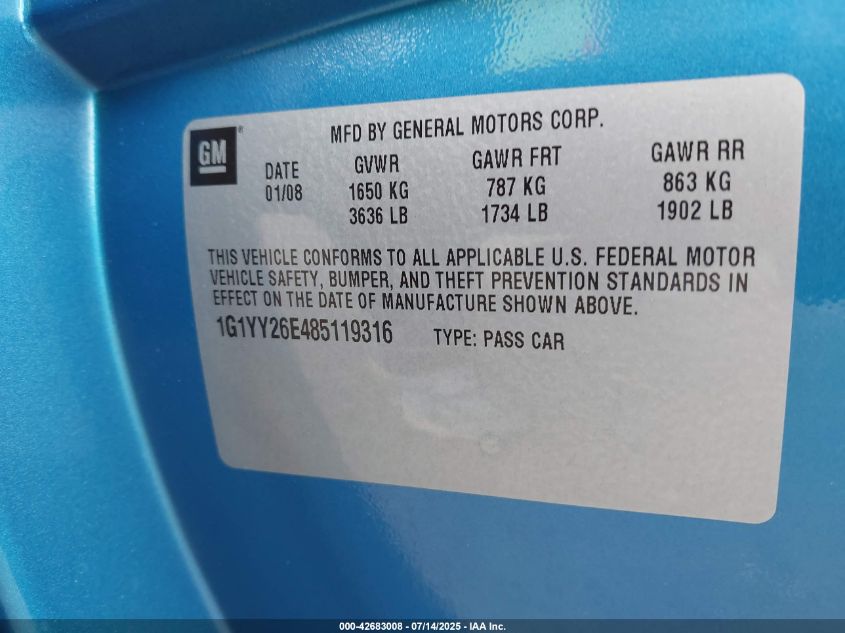 GM ®
MFD BY GENERAL MOTORS CORP.
DATE GVWR GAWR FRT GAWR RR
01/08 1650 KG 787 KG 863 KG
3636 LB 1734 LB 1902 LB
THIS VEHICLE CONFORMS TO ALL APPLICABLE U.S. FEDERAL MOTOR
VEHICLE SAFETY, BUMPER, AND THEFT PREVENTION STANDARDS IN
EFFECT ON THE DATE OF MANUFACTURE SHOWN ABOVE.
1G1YY26E485119316 TYPE: PASS CAR
000-42683008 - 07/14/2025 - IAA Inc.